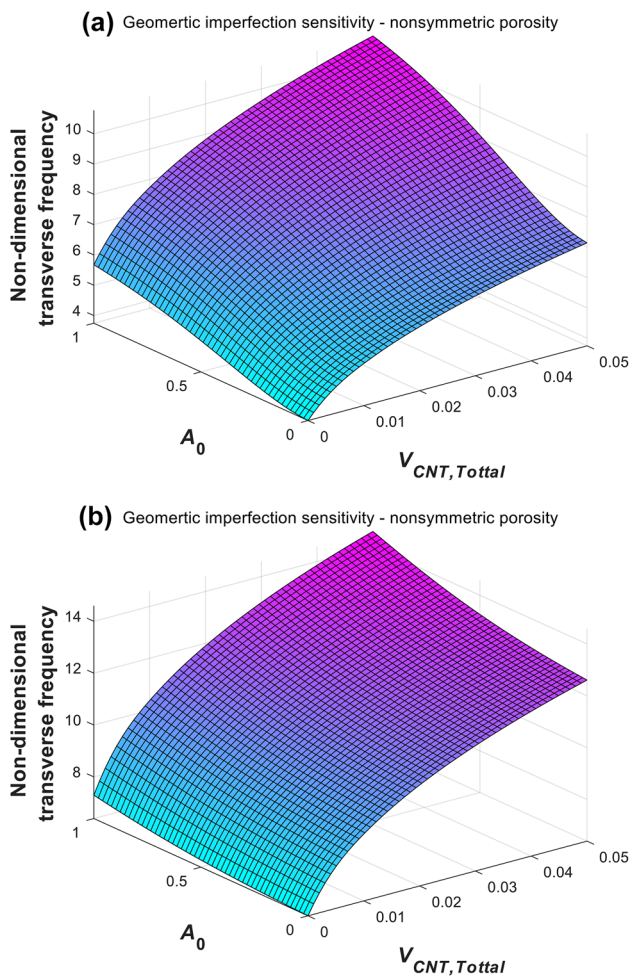 (a) Geomertic imperfection sensitivity - nonsymmetric porosity
Non-dimensional
transverse frequency
10
9
8
7
6
5
4
1
0.5
0
A0
0
0.01
0.02
0.03
0.04
0.05
VCNT,Tottal
(b) Geomertic imperfection sensitivity - nonsymmetric porosity
Non-dimensional
transverse frequency
14
12
10
8
1
0.5
0
A0
0
0.01
0.02
0.03
0.04
0.05
VCNT,Tottal